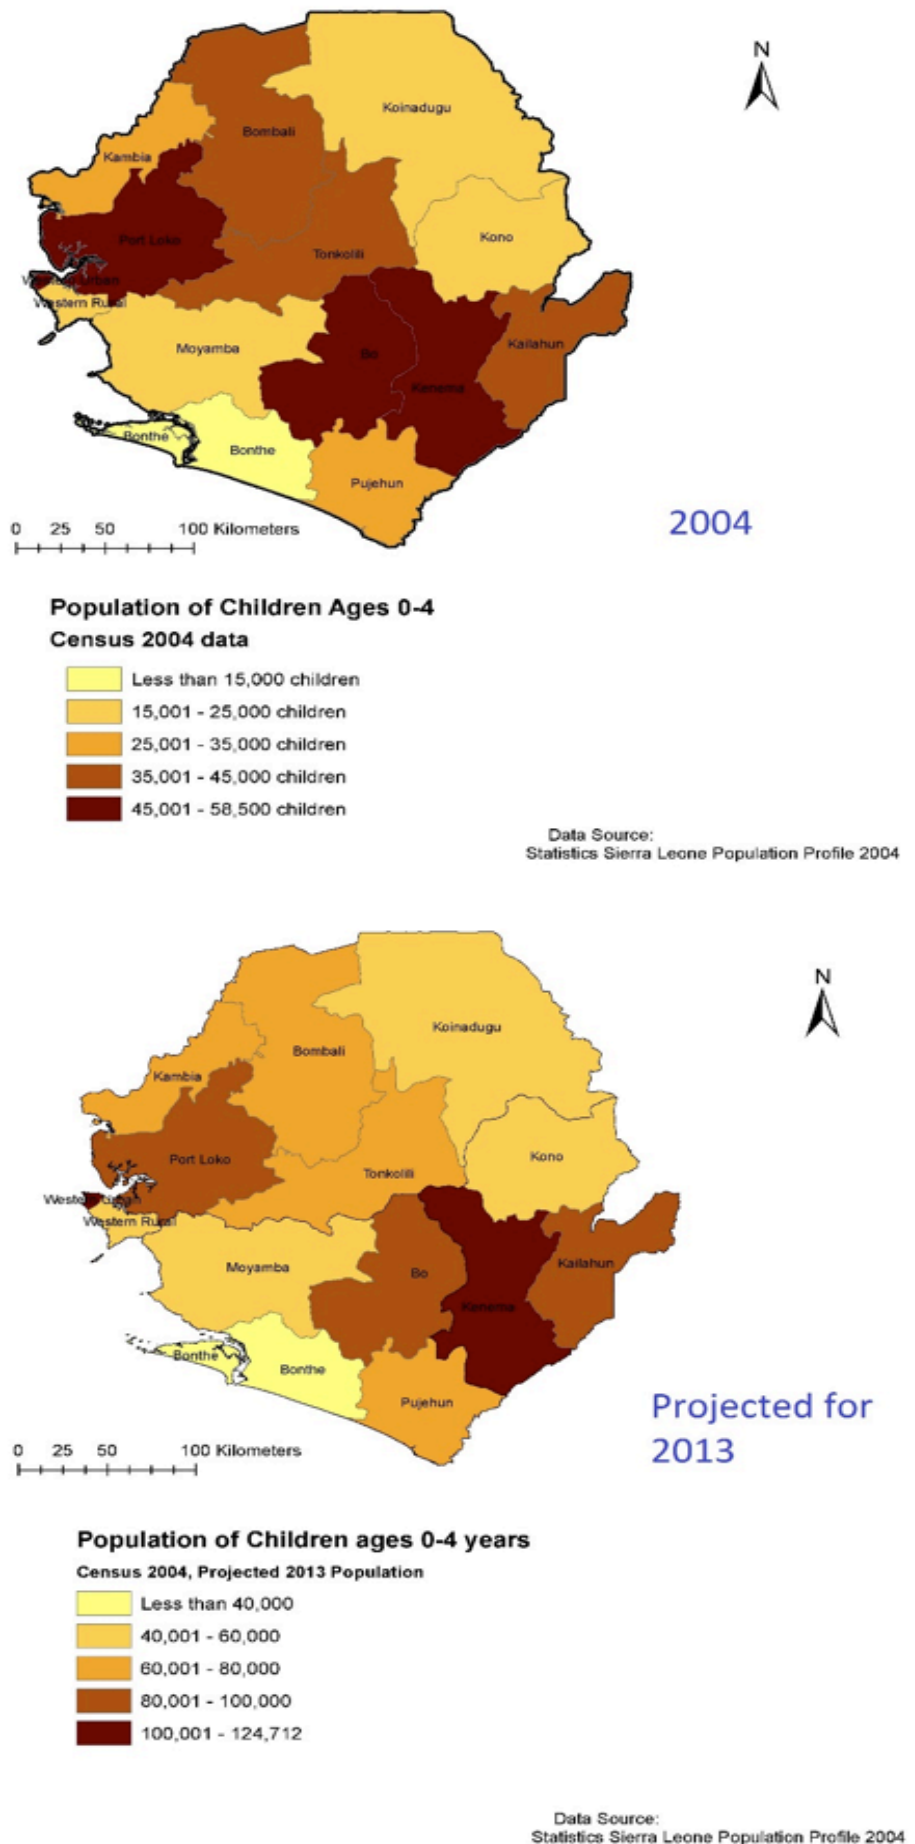 N
Koinadugu
Bombali
Kambia
Port Loko
Kono
Tonkolili
Western Urban
Western Rural
Moyamba
Bo
Kailahun
Kenema
Bonthe
Bonthe
Pujehun
0 25 50 100 Kilometers
2004
Population of Children Ages 0-4
Census 2004 data
Less than 15,000 children
15,001 - 25,000 children
25,001 - 35,000 children
35,001 - 45,000 children
45,001 - 58,500 children
Data Source:
Statistics Sierra Leone Population Profile 2004
N
Koinadugu
Bombali
Kambia
Port Loko
Kono
Tonkolili
Western Urban
Western Rural
Moyamba
Bo
Kailahun
Kenema
Bonthe
Bonthe
Pujehun
Projected for
2013
0 25 50 100 Kilometers
Population of Children ages 0-4 years
Census 2004, Projected 2013 Population
Less than 40,000
40,001 - 60,000
60,001 - 80,000
80,001 - 100,000
100,001 - 124,712
Data Source:
Statistics Sierra Leone Population Profile 2004